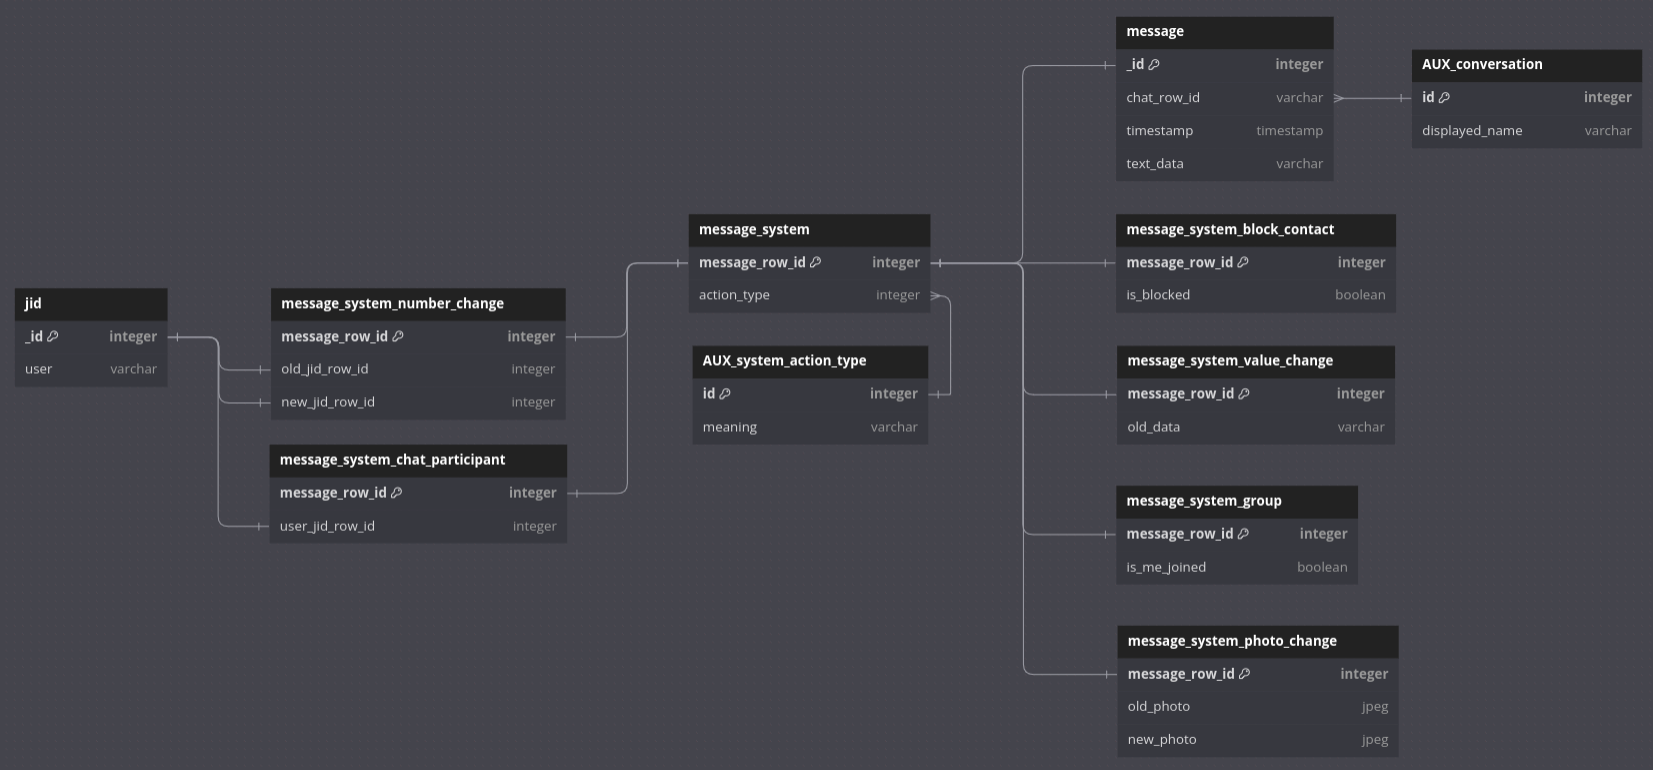 message
_id integer
chat_row_id varchar
timestamp timestamp
text_data varchar
AUX_conversation
id integer
displayed_name varchar
message_system
message_row_id integer
action_type integer
message_system_block_contact
message_row_id integer
is_blocked boolean
jid
_id integer
user varchar
message_system_number_change
message_row_id integer
old_jid_row_id integer
new_jid_row_id integer
AUX_system_action_type
id integer
meaning varchar
message_system_value_change
message_row_id integer
old_data varchar
message_system_chat_participant
message_row_id integer
user_jid_row_id integer
message_system_group
message_row_id integer
is_me_joined boolean
message_system_photo_change
message_row_id integer
old_photo jpeg
new_photo jpeg